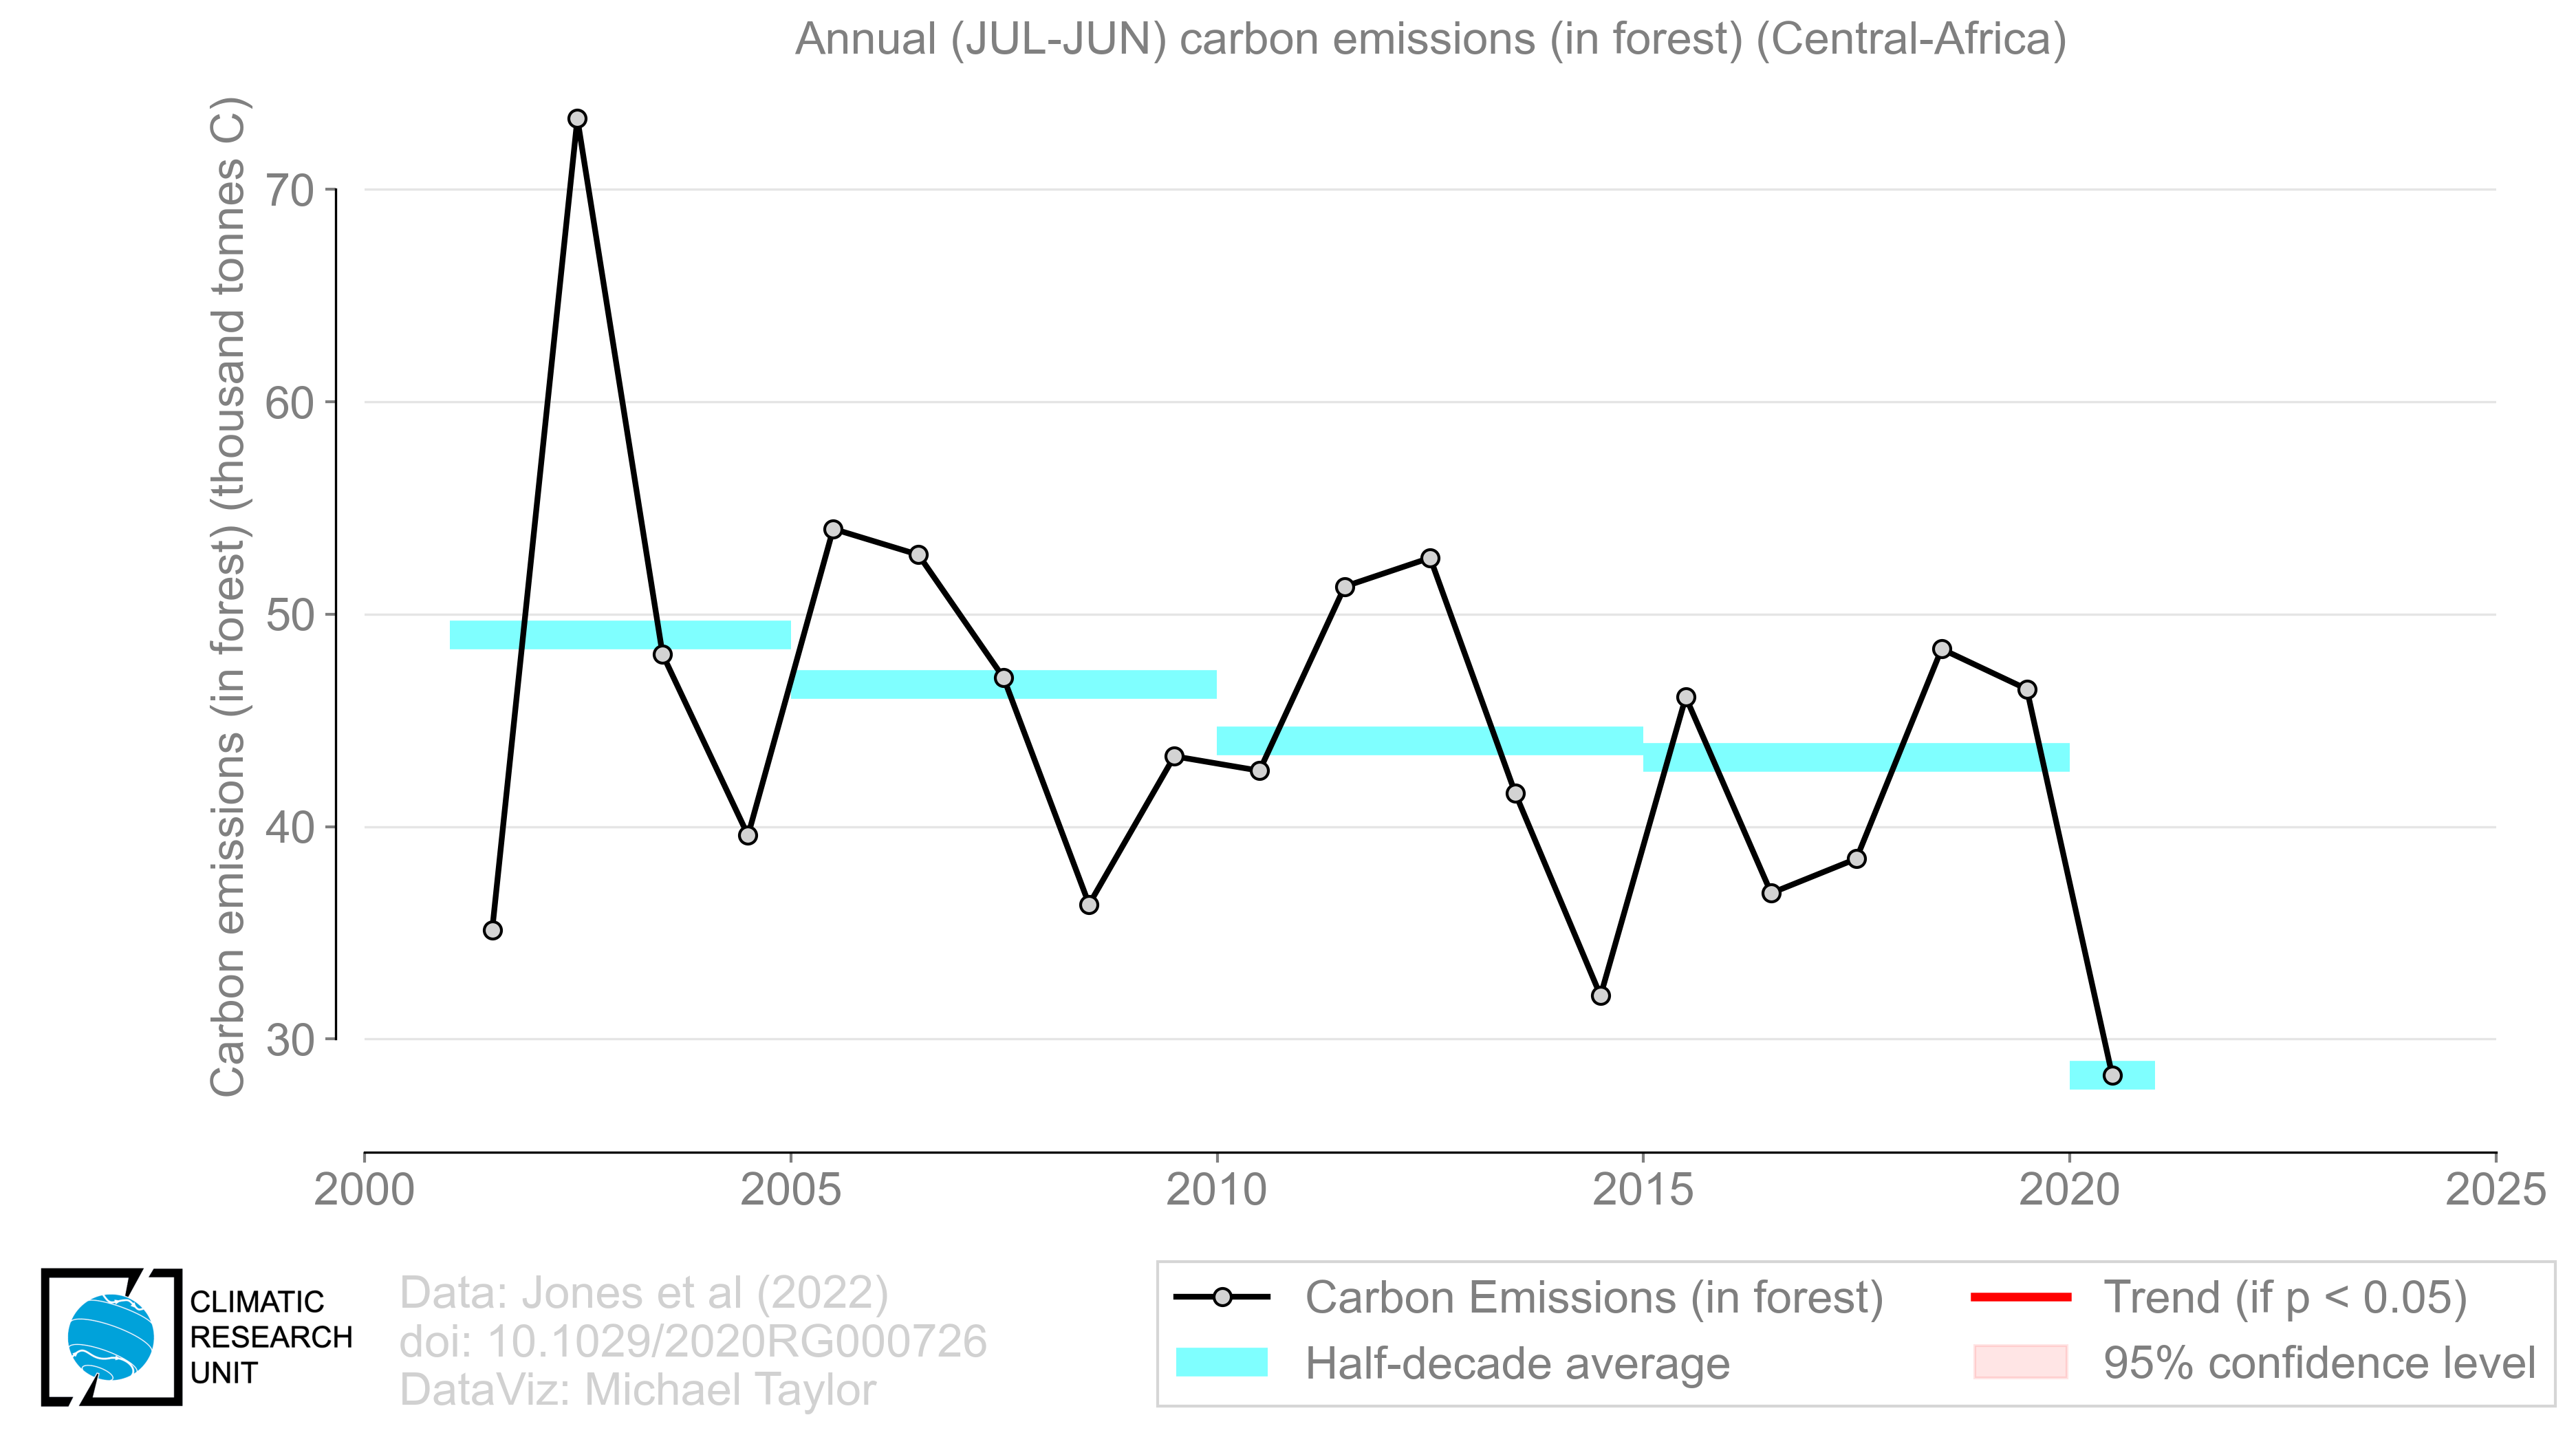 Annual (JUL-JUN) carbon emissions (in forest) (Central-Africa)
Carbon emissions (in forest) (thousand tonnes C)
70
60
50
40
30
2000
2005
2010
2015
2020
2025
CLIMATIC
RESEARCH
UNIT
Data: Jones et al (2022)
doi: 10.1029/2020RG000726
DataViz: Michael Taylor
Carbon Emissions (in forest)
Half-decade average
Trend (if p < 0.05)
95% confidence level